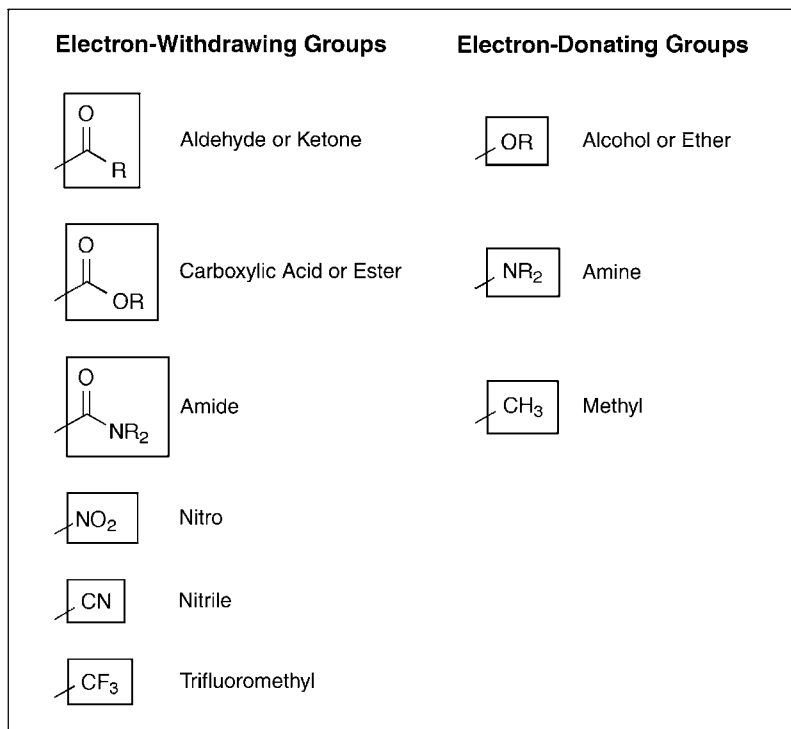 Electron-Withdrawing Groups
Electron-Donating Groups
O
R
Aldehyde or Ketone
OR
Alcohol or Ether
O
OR
Carboxylic Acid or Ester
NR₂
Amine
O
NR₂
Amide
CH₃
Methyl
NO₂
Nitro
CN
Nitrile
CF₃
Trifluoromethyl